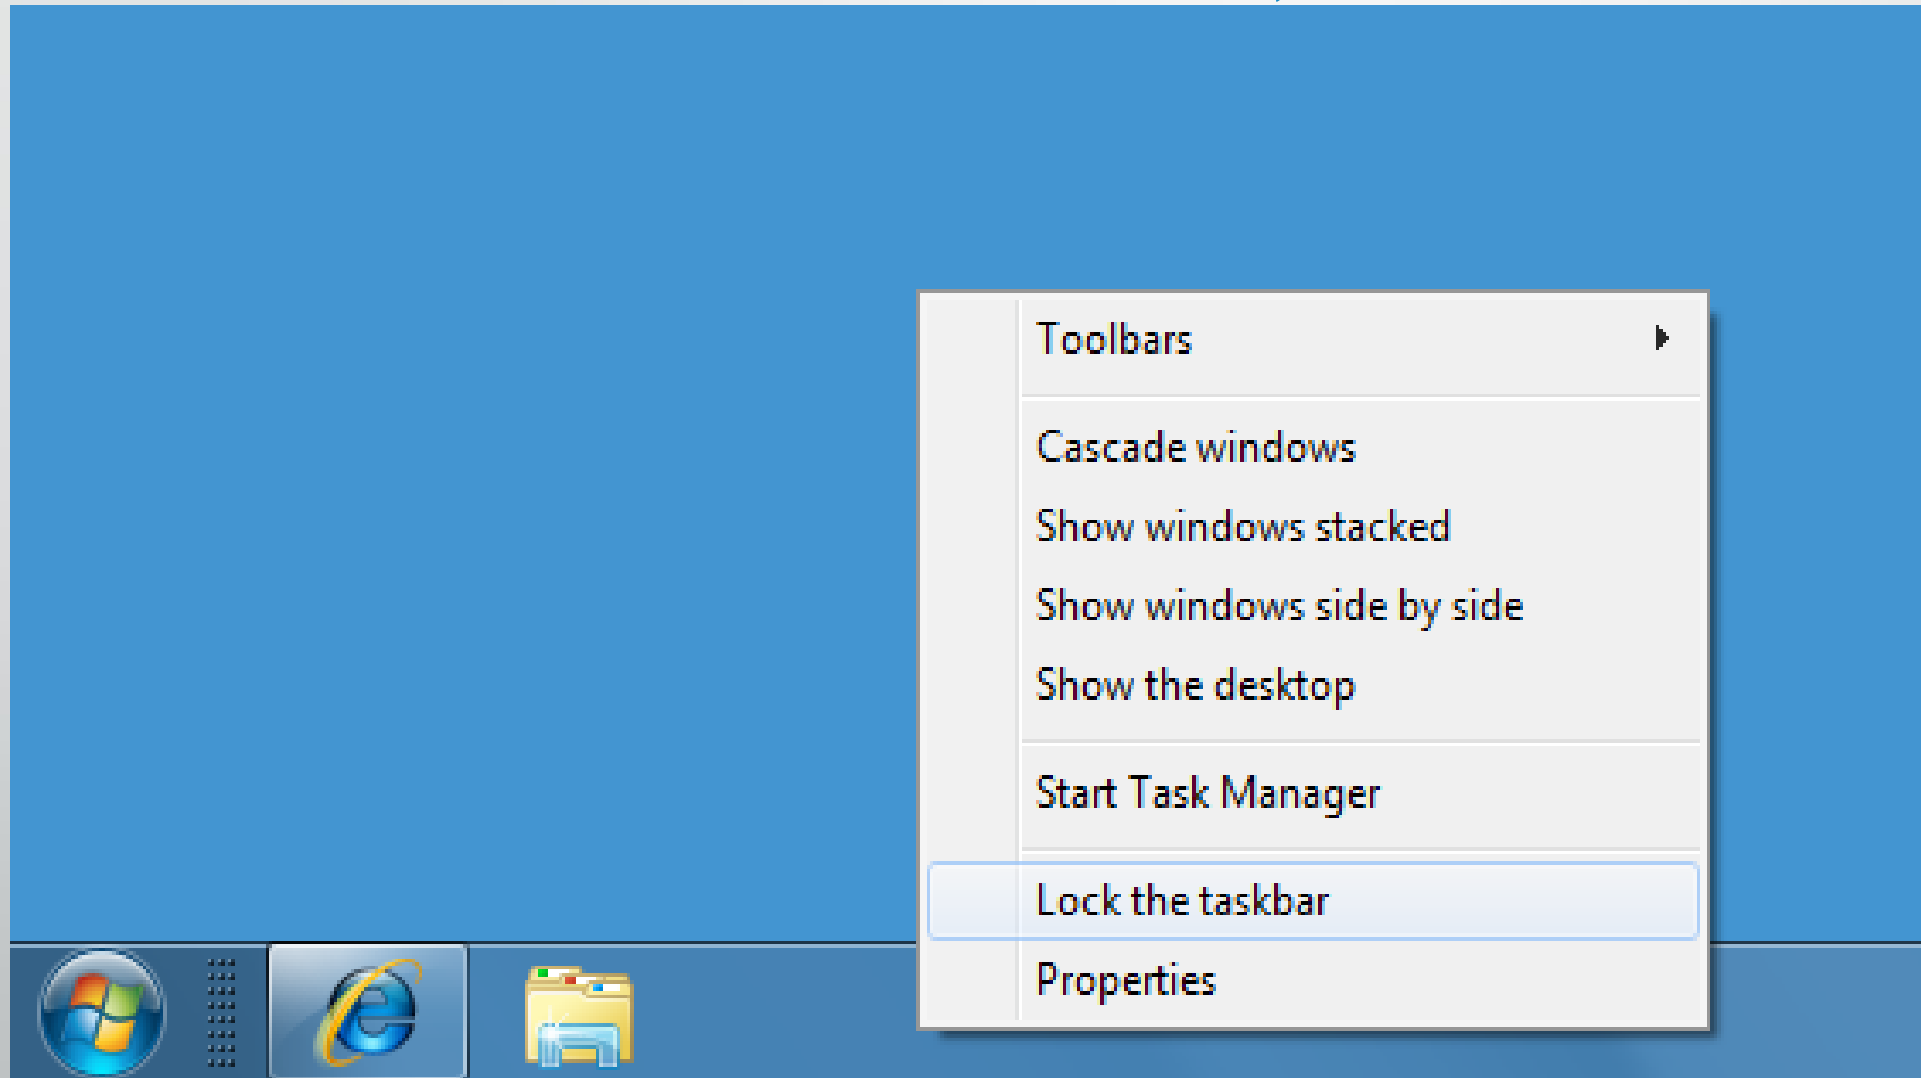 Toolbars
Cascade windows
Show windows stacked
Show windows side by side
Show the desktop
Start Task Manager
Lock the taskbar
Properties